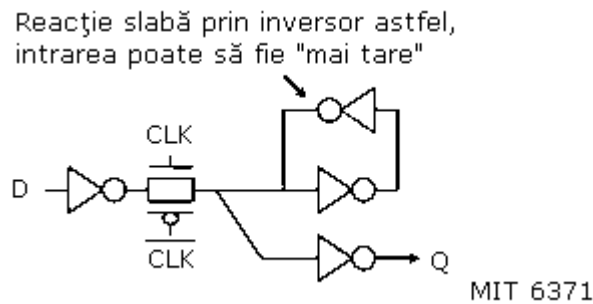 Reacţie slabă prin inversor astfel,
intrarea poate să fie "mai tare"
CLK
D
CLK
Q
MIT 6371